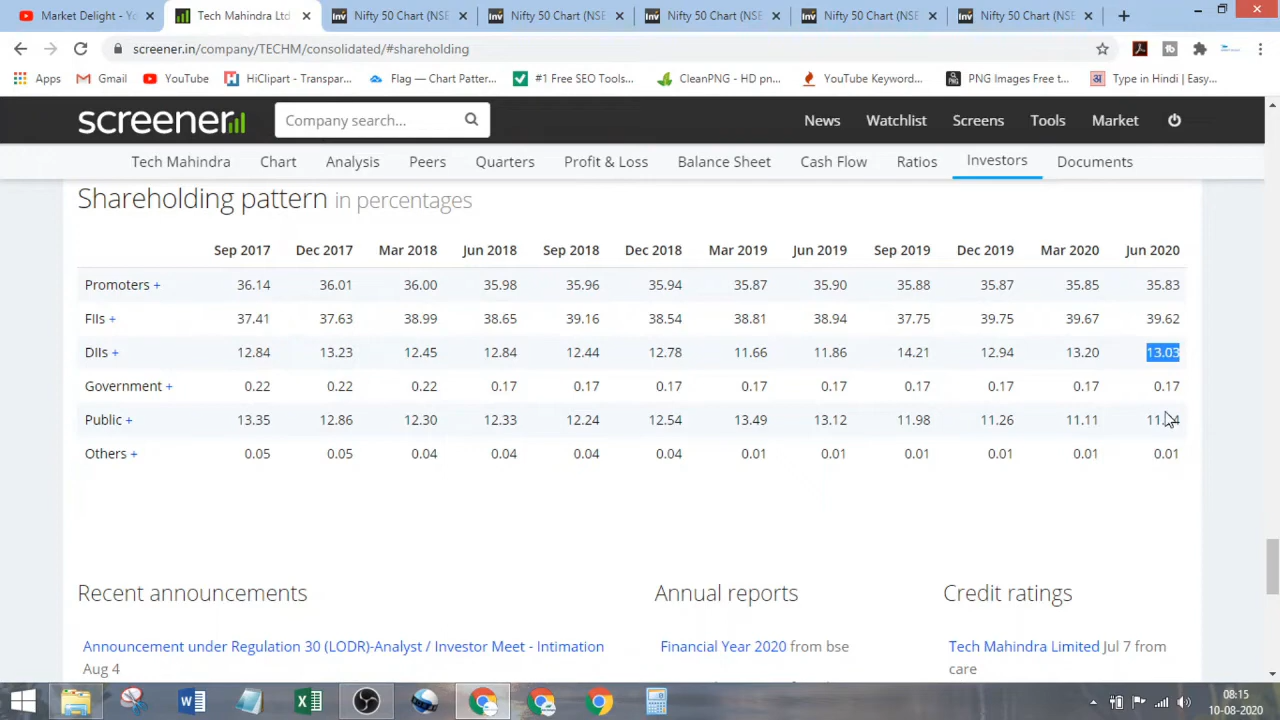 Market Delight - Yo
Tech Mahindra Ltd
Nifty 50 Chart (NSE
Nifty 50 Chart (NSE
Nifty 50 Chart (NSE
Nifty 50 Chart (NSE
Nifty 50 Chart (NSE
screener.in/company/TECHM/consolidated/#shareholding
Apps
Gmail
YouTube
HiClipart - Transpar...
Flag — Chart Patter...
#1 Free SEO Tools...
CleanPNG - HD pn...
YouTube Keyword...
PNG Images Free t...
Type in Hindi | Easy...
screener
Company search...
News Watchlist Screens Tools Market
Tech Mahindra Chart Analysis Peers Quarters Profit & Loss Balance Sheet Cash Flow Ratios Investors Documents
Shareholding pattern in percentages
Sep 2017 Dec 2017 Mar 2018 Jun 2018 Sep 2018 Dec 2018 Mar 2019 Jun 2019 Sep 2019 Dec 2019 Mar 2020 Jun 2020
Promoters + 36.14 36.01 36.00 35.98 35.96 35.94 35.87 35.90 35.88 35.87 35.85 35.83
FIIs + 37.41 37.63 38.99 38.65 39.16 38.54 38.81 38.94 37.75 39.75 39.67 39.62
DIIs + 12.84 13.23 12.45 12.84 12.44 12.78 11.66 11.86 14.21 12.94 13.20 13.03
Government + 0.22 0.22 0.22 0.17 0.17 0.17 0.17 0.17 0.17 0.17 0.17 0.17
Public + 13.35 12.86 12.30 12.33 12.24 12.54 13.49 13.12 11.98 11.26 11.11
Others + 0.05 0.05 0.04 0.04 0.04 0.04 0.01 0.01 0.01 0.01 0.01 0.01
Recent announcements
Annual reports
Credit ratings
Announcement under Regulation 30 (LODR)-Analyst / Investor Meet - Intimation
Aug 4
Financial Year 2020 from bse
Tech Mahindra Limited Jul 7 from
care
08:15
10-08-2020